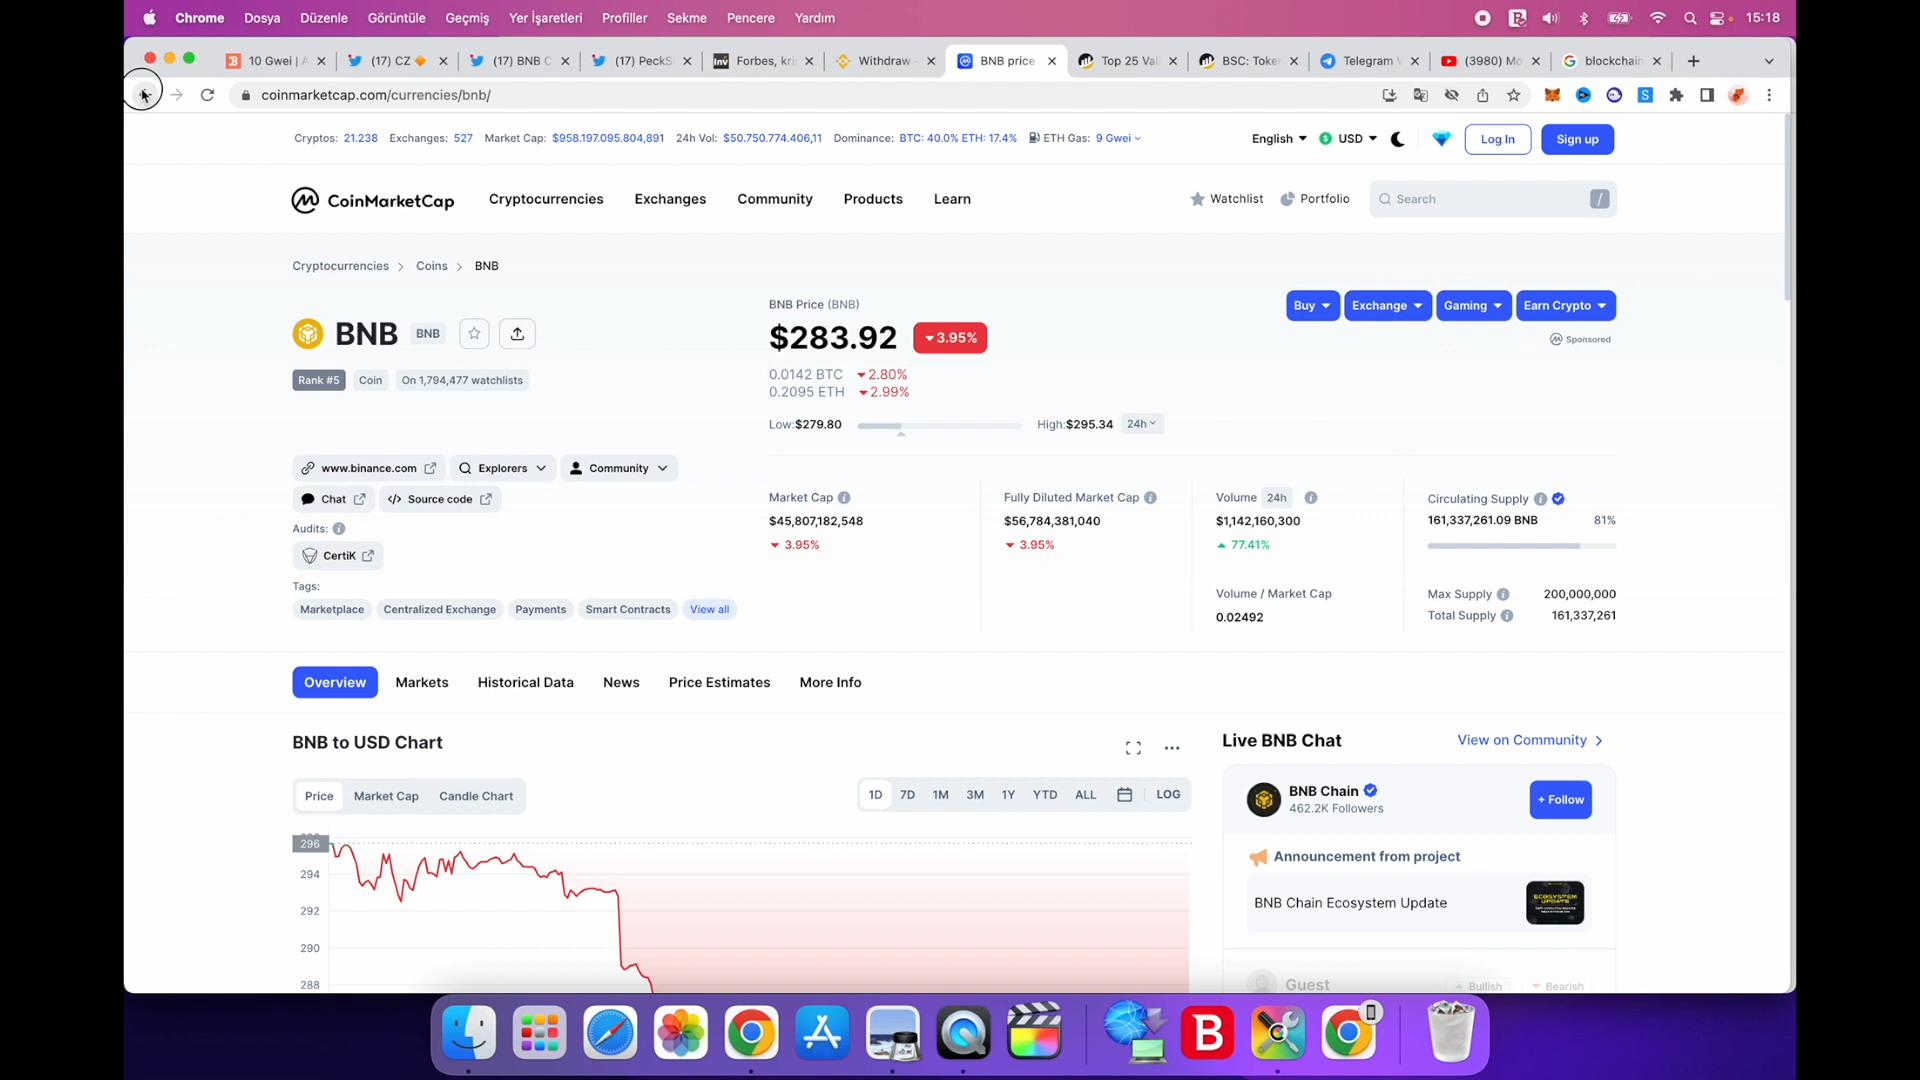 Chrome Dosya Düzenle Görüntüle Geçmiş Yer İşaretleri Profiller Sekme Pencere Yardım 15:18
10 Gwei | (17) CZ (17) BNB C (17) PeckS Forbes, kri Withdraw BNB price Top 25 Val BSC: Toke Telegram (3980) Mo blockchain
coinmarketcap.com/currencies/bnb/
Cryptos: 21.238 Exchanges: 527 Market Cap: $958.197.095.804,891 24h Vol: $50.750.774.406,11 Dominance: BTC: 40.0% ETH: 17.4% ETH Gas: 9 Gwei English USD Log In Sign up
CoinMarketCap Cryptocurrencies Exchanges Community Products Learn Watchlist Portfolio Search /
Cryptocurrencies > Coins > BNB
BNB Price (BNB)
Buy Exchange Gaming Earn Crypto
BNB BNB
$283.92 3.95%
Sponsored
Rank #5 Coin On 1,794,477 watchlists
0.0142 BTC 2.80%
0.2095 ETH 2.99%
Low:$279.80 High:$295.34 24h
www.binance.com Explorers Community
Chat Source code
Audits:
CertiK
Tags:
Marketplace Centralized Exchange Payments Smart Contracts View all
Market Cap
$45,807,182,548
3.95%
Fully Diluted Market Cap
$56,784,381,040
3.95%
Volume 24h
$1,142,160,300
77.41%
Volume / Market Cap
0.02492
Circulating Supply
161,337,261.09 BNB 81%
Max Supply 200,000,000
Total Supply 161,337,261
Overview Markets Historical Data News Price Estimates More Info
BNB to USD Chart
Price Market Cap Candle Chart
1D 7D 1M 3M 1Y YTD ALL LOG
296
294
292
290
288
Live BNB Chat View on Community
BNB Chain
462.2K Followers
+ Follow
Announcement from project
BNB Chain Ecosystem Update
ECOSYSTEM
UPDATE
Guest Bullish Bearish
B